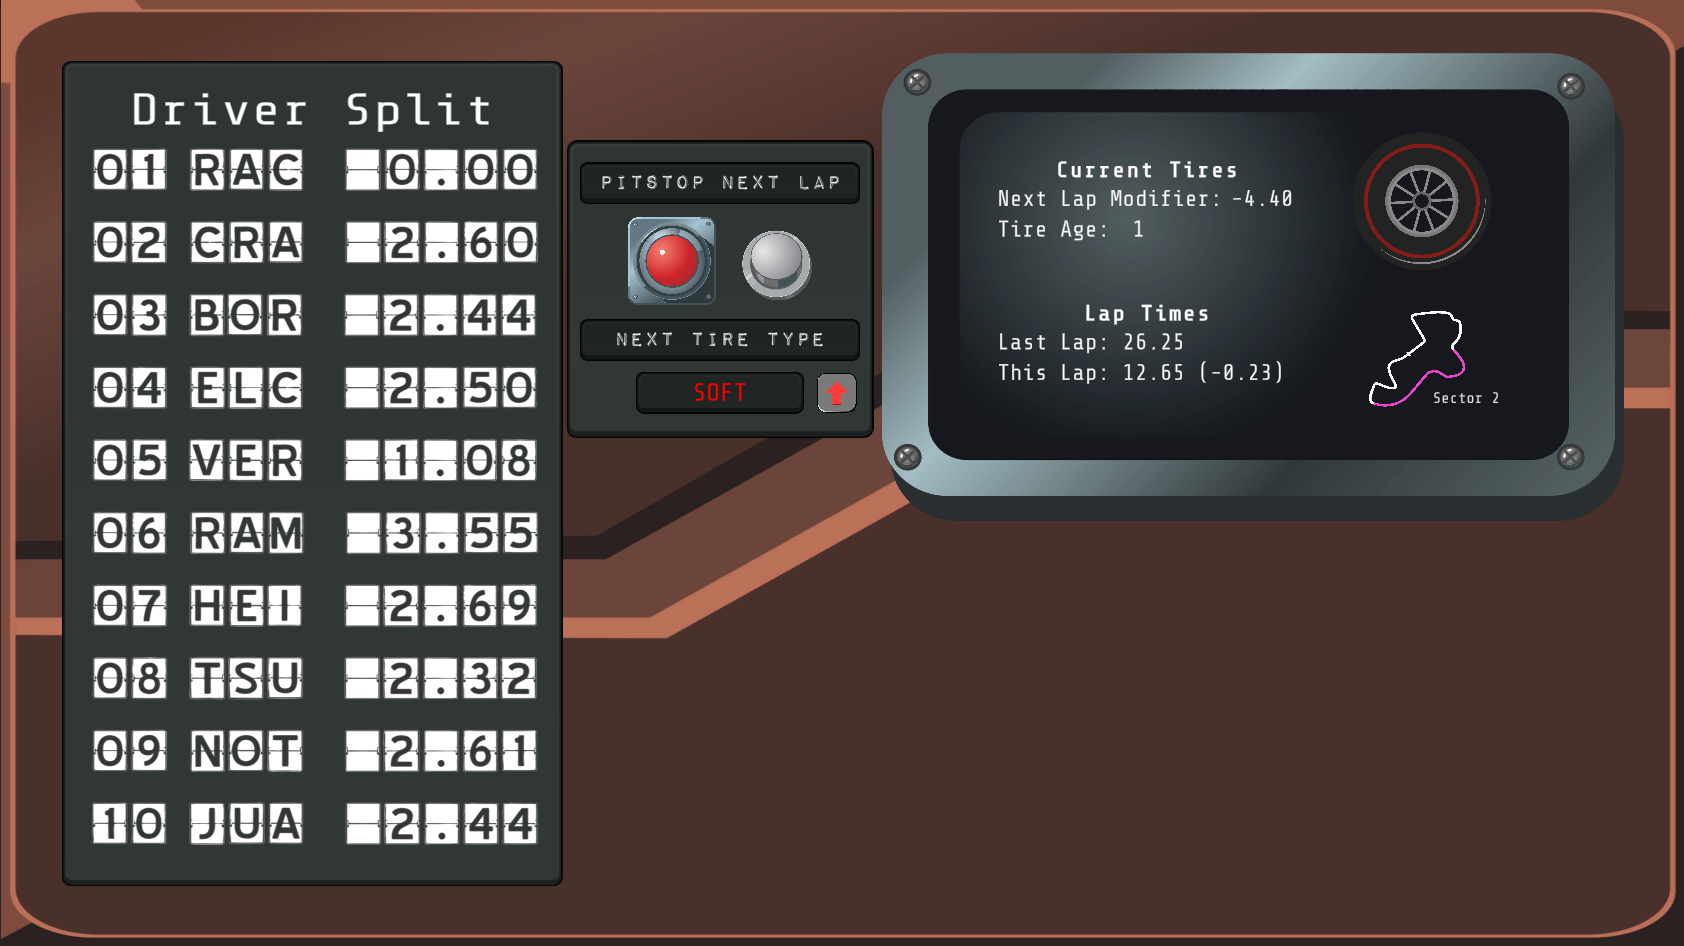 Driver Split
01 RAC 0.00
02 CRA 2.60
03 BOR 2.44
04 ELC 2.50
05 VER 1.08
06 RAM 3.55
07 HEI 2.69
08 TSU 2.32
09 NOT 2.61
10 JUA 2.44
PITSTOP NEXT LAP
NEXT TIRE TYPE
SOFT
Current Tires
Next Lap Modifier: -4.40
Tire Age: 1
Lap Times
Last Lap: 26.25
This Lap: 12.65 (-0.23)
Sector 2